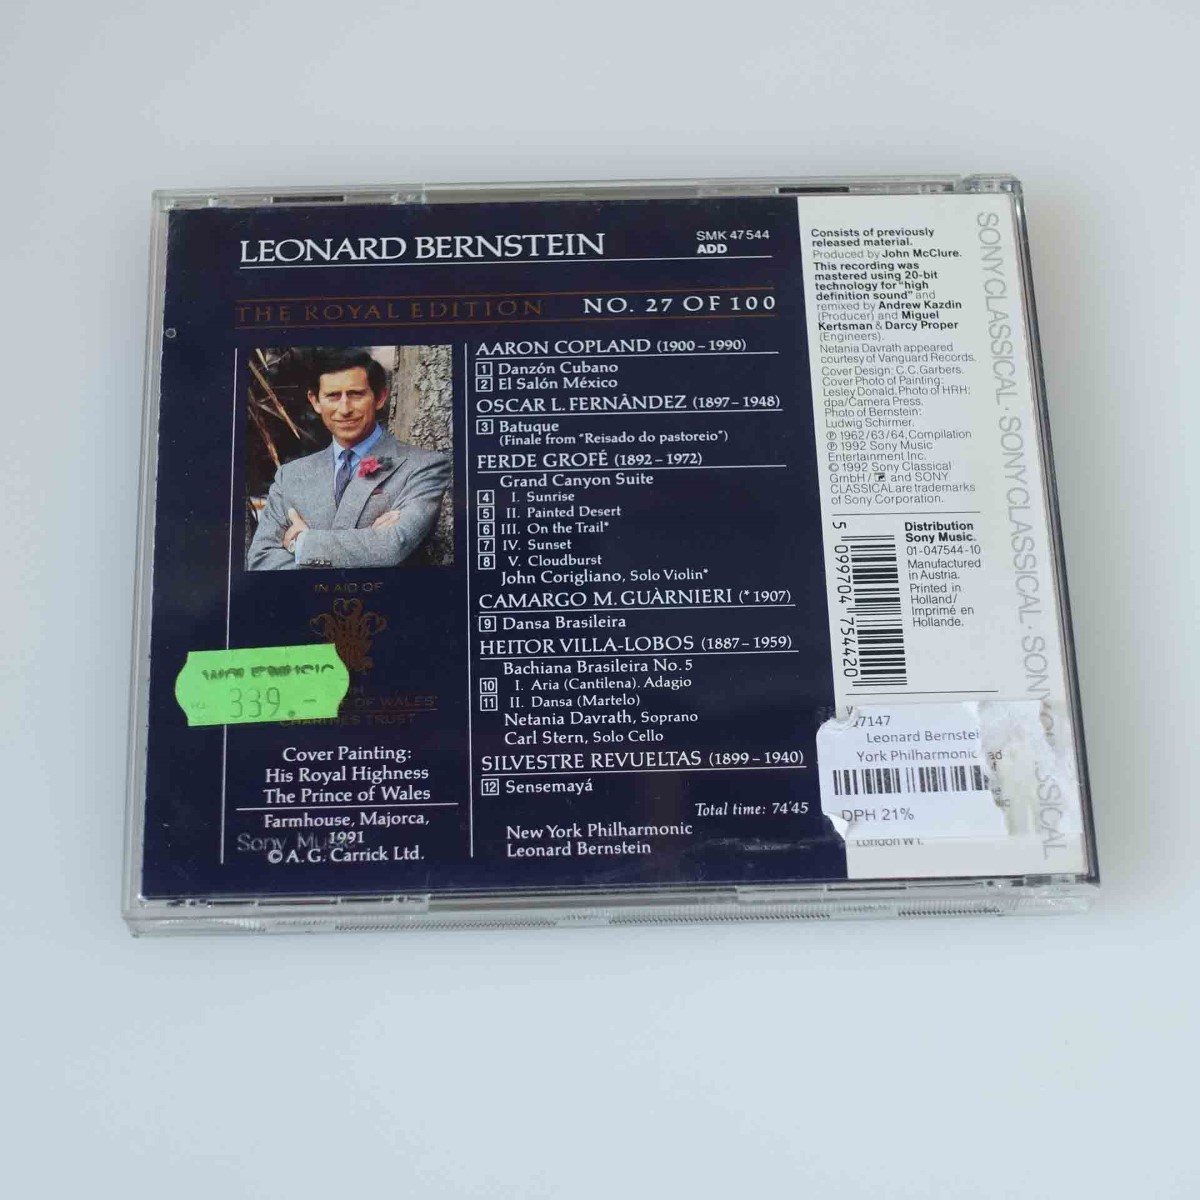 LEONARD BERNSTEIN
SMK 47 544
ADD
THE ROYAL EDITION NO. 27 OF 100
AARON COPLAND (1900 – 1990)
1 Danzón Cubano
2 El Salón México
OSCAR L. FERNÀNDEZ (1897 – 1948)
3 Batuque
(Finale from "Reisado do pastoreio")
FERDE GROFÉ (1892 – 1972)
Grand Canyon Suite
4 I. Sunrise
5 II. Painted Desert
6 III. On the Trail*
7 IV. Sunset
8 V. Cloudburst
John Corigliano, Solo Violin*
CAMARGO M. GUÀRNIERI (* 1907)
9 Dansa Brasileira
HEITOR VILLA-LOBOS (1887 – 1959)
Bachiana Brasileira No. 5
10 I. Aria (Cantilena). Adagio
11 II. Dansa (Martelo)
Netania Davrath, Soprano
Carl Stern, Solo Cello
SILVESTRE REVUELTAS (1899 – 1940)
12 Sensemayá
Total time: 74'45
New York Philharmonic
Leonard Bernstein
IN AID OF
339.-
OF WALES'
CHARITIES TRUST
Cover Painting:
His Royal Highness
The Prince of Wales
Farmhouse, Majorca,
1991
© A. G. Carrick Ltd.
Sony Music
Consists of previously
released material.
Produced by John McClure.
This recording was
mastered using 20-bit
technology for "high
definition sound" and
remixed by Andrew Kazdin
(Producer) and Miguel
Kertsman & Darcy Proper
(Engineers).
Netania Davrath appeared
courtesy of Vanguard Records.
Cover Design: C. C. Garbers.
Cover Photo of Painting:
Lesley Donald. Photo of HRH:
dpa/Camera Press.
Photo of Bernstein:
Ludwig Schirmer.
℗ 1962/63/64, Compilation
℗ 1992 Sony Music
Entertainment Inc.
© 1992 Sony Classical
GmbH / and SONY
CLASSICAL are trademarks
of Sony Corporation.
5 099704 754420
Distribution
Sony Music.
01-047544-10
Manufactured
in Austria.
Printed in
Holland/
Imprimé en
Hollande.
7147
Leonard Bernstei
York Philharmonic
DPH 21%
London W1.
SONY CLASSICAL · SONY CLASSICAL · SONY CLASSICAL